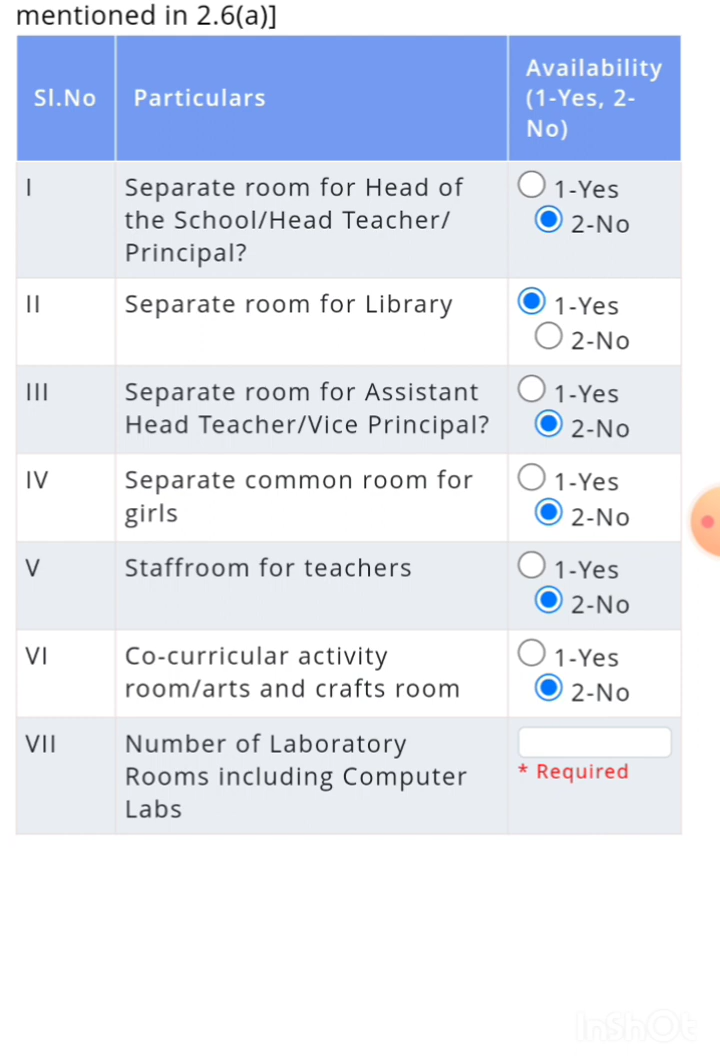 mentioned in 2.6(a)]
Sl.No
Particulars
Availability
(1-Yes, 2-
No)
I
Separate room for Head of
the School/Head Teacher/
Principal?
1-Yes
2-No
II
Separate room for Library
1-Yes
2-No
III
Separate room for Assistant
Head Teacher/Vice Principal?
1-Yes
2-No
IV
Separate common room for
girls
1-Yes
2-No
V
Staffroom for teachers
1-Yes
2-No
VI
Co-curricular activity
room/arts and crafts room
1-Yes
2-No
VII
Number of Laboratory
Rooms including Computer
Labs
* Required
InShOt